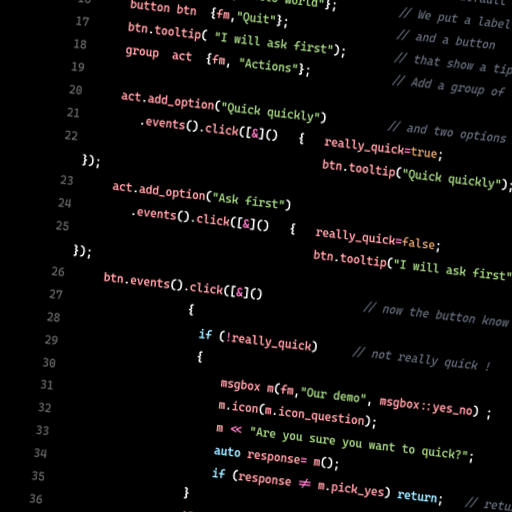 world"};
17 button btn {fm,"Quit"}; // We put a label
18 btn.tooltip( "I will ask first"); // and a button
19 group act {fm, "Actions"}; // that show a tip
20 // Add a group of
21 act.add_option("Quick quickly")
22 .events().click([&]() { really_quick=true; // and two options
btn.tooltip("Quick quickly");
});
23 act.add_option("Ask first")
24 .events().click([&]() { really_quick=false;
25 btn.tooltip("I will ask first"
});
26 btn.events().click([&]()
27 { // now the button know
28 if (!really_quick)
29 { // not really quick !
30 msgbox m(fm,"Our demo", msgbox::yes_no) ;
31 m.icon(m.icon_question);
32 m << "Are you sure you want to quick?";
33 auto response= m();
34 if (response != m.pick_yes) return;
35 }
36